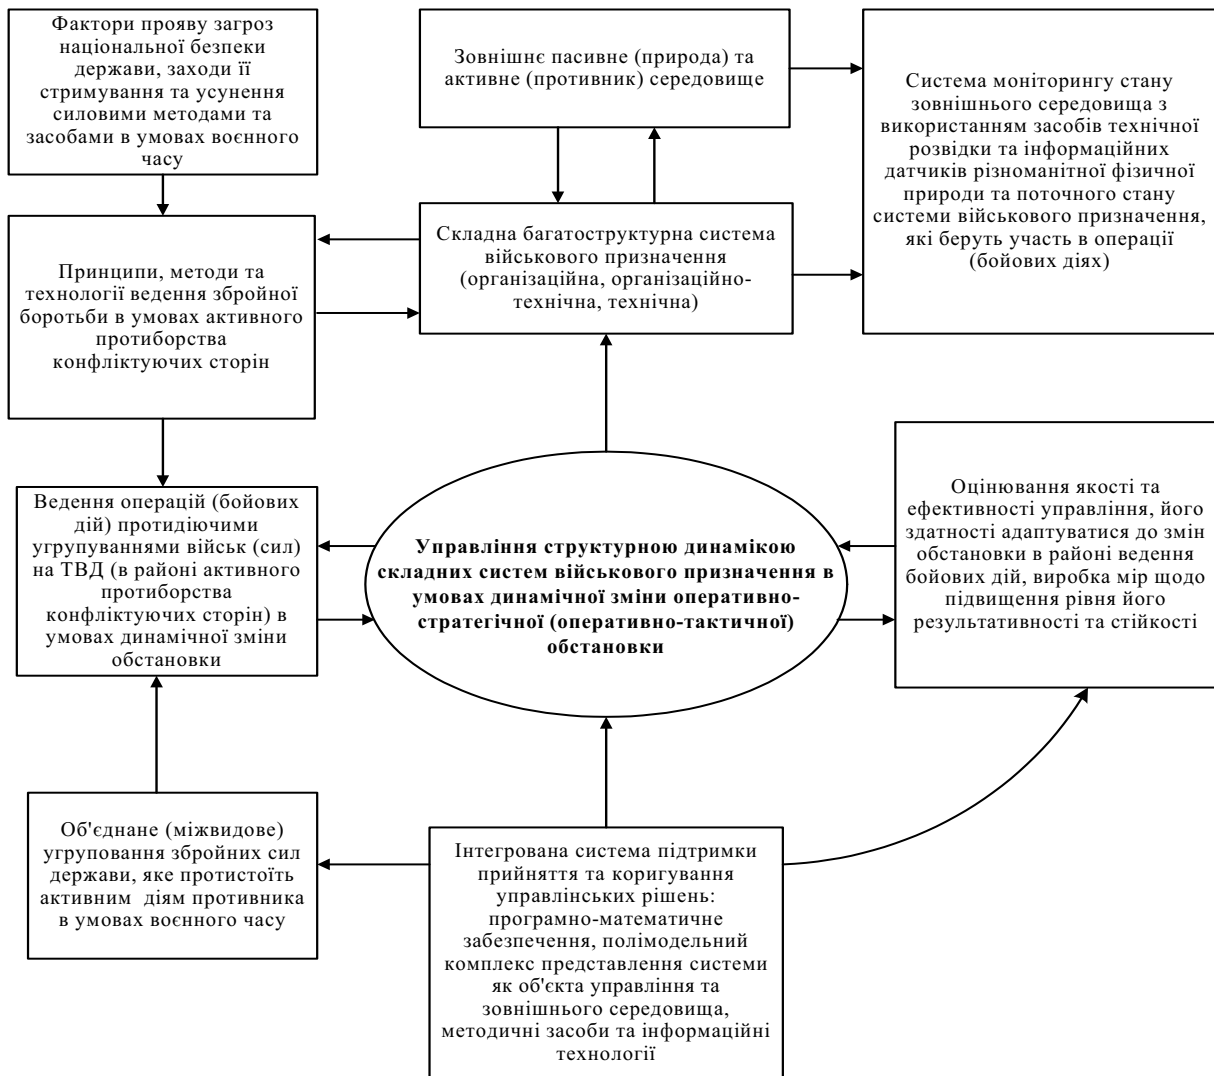 Фактори прояву загроз
національної безпеки
держави, заходи її
стримування та усунення
силовими методами та
засобами в умовах воєнного
часу
Зовнішнє пасивне (природа) та
активне (противник) середовище
Система моніторингу стану
зовнішнього середовища з
використанням засобів технічної
розвідки та інформаційних
датчиків різноманітної фізичної
природи та поточного стану
системи військового призначення,
які беруть участь в операції
(бойових діях)
Принципи, методи та
технології ведення збройної
боротьби в умовах активного
протиборства
конфліктуючих сторін
Складна багатоструктурна система
військового призначення
(організаційна, організаційно-
технічна, технічна)
Ведення операцій (бойових
дій) протидіючими
угрупуваннями військ (сил)
на ТВД (в районі активного
протиборства
конфліктуючих сторін) в
умовах динамічної зміни
обстановки
Управління структурною динамікою
складних систем військового призначення в
умовах динамічної зміни оперативно-
стратегічної (оперативно-тактичної)
обстановки
Оцінювання якості та
ефективності управління, його
здатності адаптуватися до змін
обстановки в районі ведення
бойових дій, виробка мір щодо
підвищення рівня його
результативності та стійкості
Об'єднане (міжвидове)
угруповання збройних сил
держави, яке протистоїть
активним діям противника
в умовах воєнного часу
Інтегрована система підтримки
прийняття та коригування
управлінських рішень:
програмно-математичне
забезпечення, полімодельний
комплекс представлення системи
як об'єкта управління та
зовнішнього середовища,
методичні засоби та інформаційні
технології